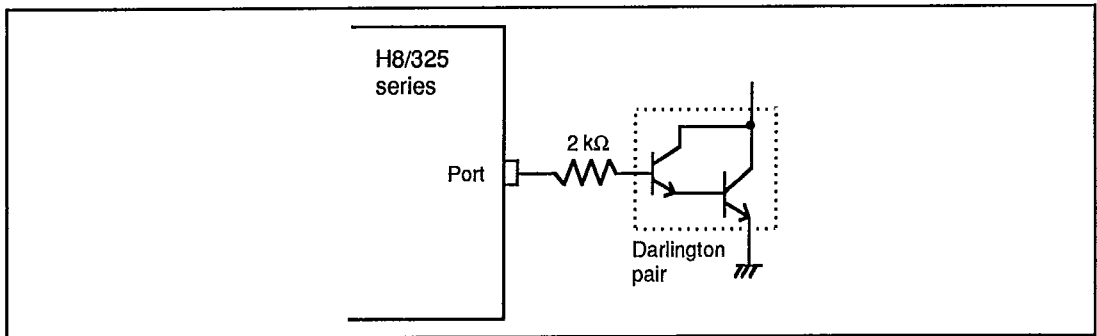 H8/325
series
2 kΩ
Port
Darlington
pair